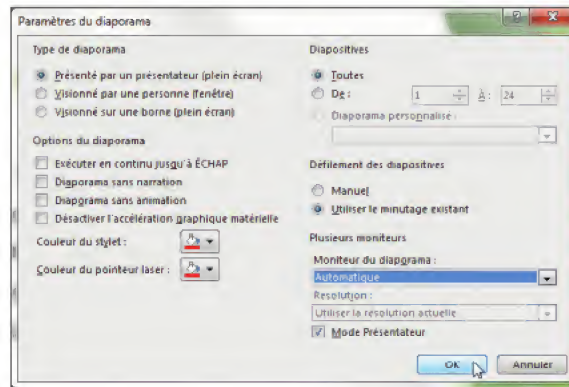 Paramètres du diaporama
Type de diaporama
Présenté par un présentateur (plein écran)
Visionné par une personne (fenêtre)
Visionné sur une borne (plein écran)
Options du diaporama
Exécuter en continu jusqu'à ÉCHAP
Diaporama sans narration
Diaporama sans animation
Désactiver l'accélération graphique matérielle
Couleur du stylet :
Couleur du pointeur laser :
Diapositives
Toutes
De : 1 À : 24
Diaporama personnalisé :
Défilement des diapositives
Manuel
Utiliser le minutage existant
Plusieurs moniteurs
Moniteur du diaporama :
Automatique
Résolution :
Utiliser la résolution actuelle
Mode Présentateur
OK Annuler